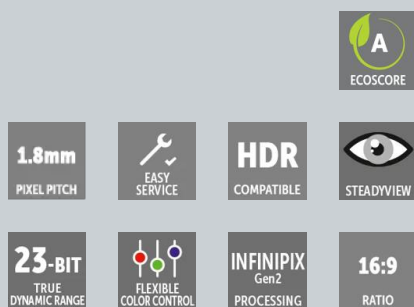 A
ECOSCORE
1.8mm
PIXEL PITCH
EASY
SERVICE
HDR
COMPATIBLE
STEADYVIEW
23-BIT
TRUE
DYNAMIC RANGE
FLEXIBLE
COLOR CONTROL
INFINIPIX
Gen2
PROCESSING
16:9
RATIO